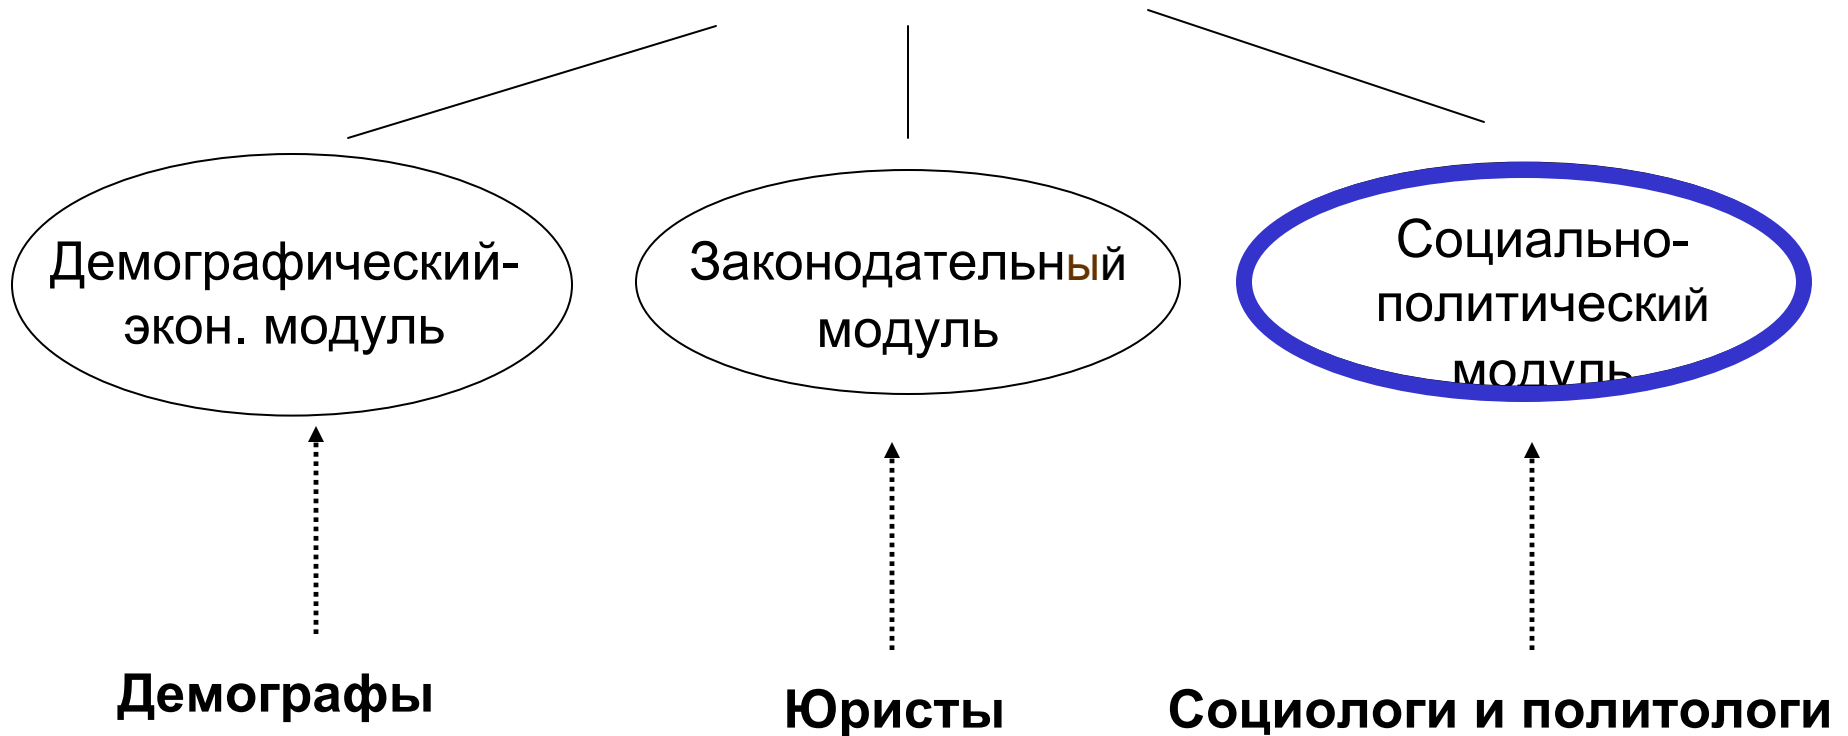 Демографический-
экон. модуль
Законодательный
модуль
Социально-
политический
модуль
Демографы
Юристы
Социологи и политологи